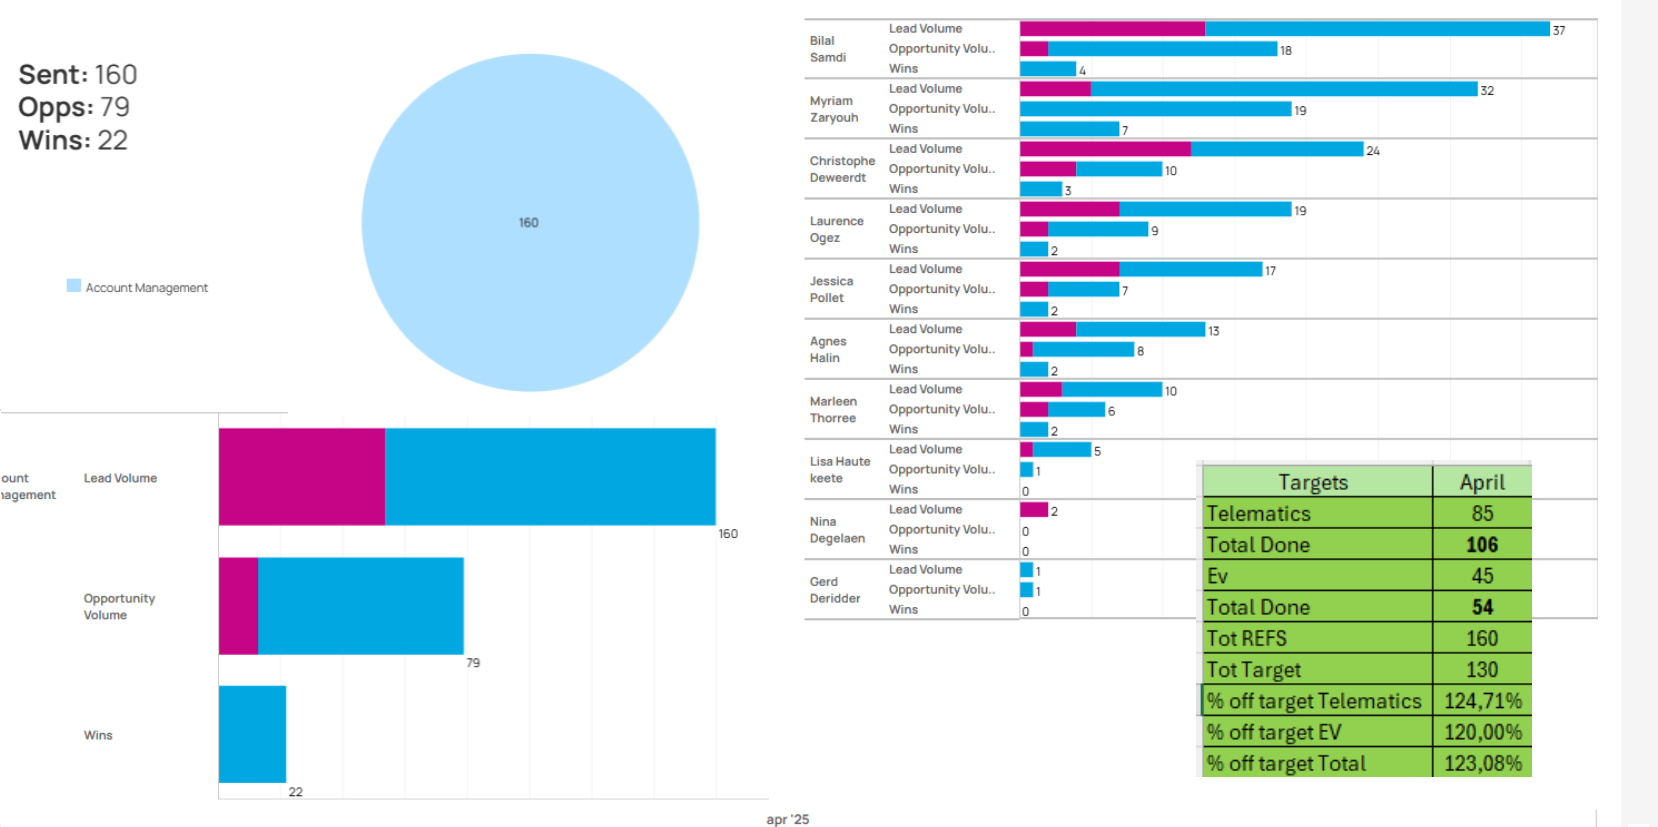 Sent: 160
Opps: 79
Wins: 22
160
Account Management
ount
nagement
Lead Volume
160
Opportunity
Volume
79
Wins
22
Bilal
Samdi
Lead Volume
37
Opportunity Volu..
18
Wins
4
Myriam
Zaryouh
Lead Volume
32
Opportunity Volu..
19
Wins
7
Christophe
Deweerdt
Lead Volume
24
Opportunity Volu..
10
Wins
3
Laurence
Ogez
Lead Volume
19
Opportunity Volu..
9
Wins
2
Jessica
Pollet
Lead Volume
17
Opportunity Volu..
7
Wins
2
Agnes
Halin
Lead Volume
13
Opportunity Volu..
8
Wins
2
Marleen
Thorree
Lead Volume
10
Opportunity Volu..
6
Wins
2
Lisa Haute
keete
Lead Volume
5
Opportunity Volu..
1
Wins
0
Nina
Degelaen
Lead Volume
2
Opportunity Volu..
0
Wins
0
Gerd
Deridder
Lead Volume
1
Opportunity Volu..
1
Wins
0
Targets April
Telematics 85
Total Done 106
Ev 45
Total Done 54
Tot REFS 160
Tot Target 130
% off target Telematics 124,71%
% off target EV 120,00%
% off target Total 123,08%
apr '25